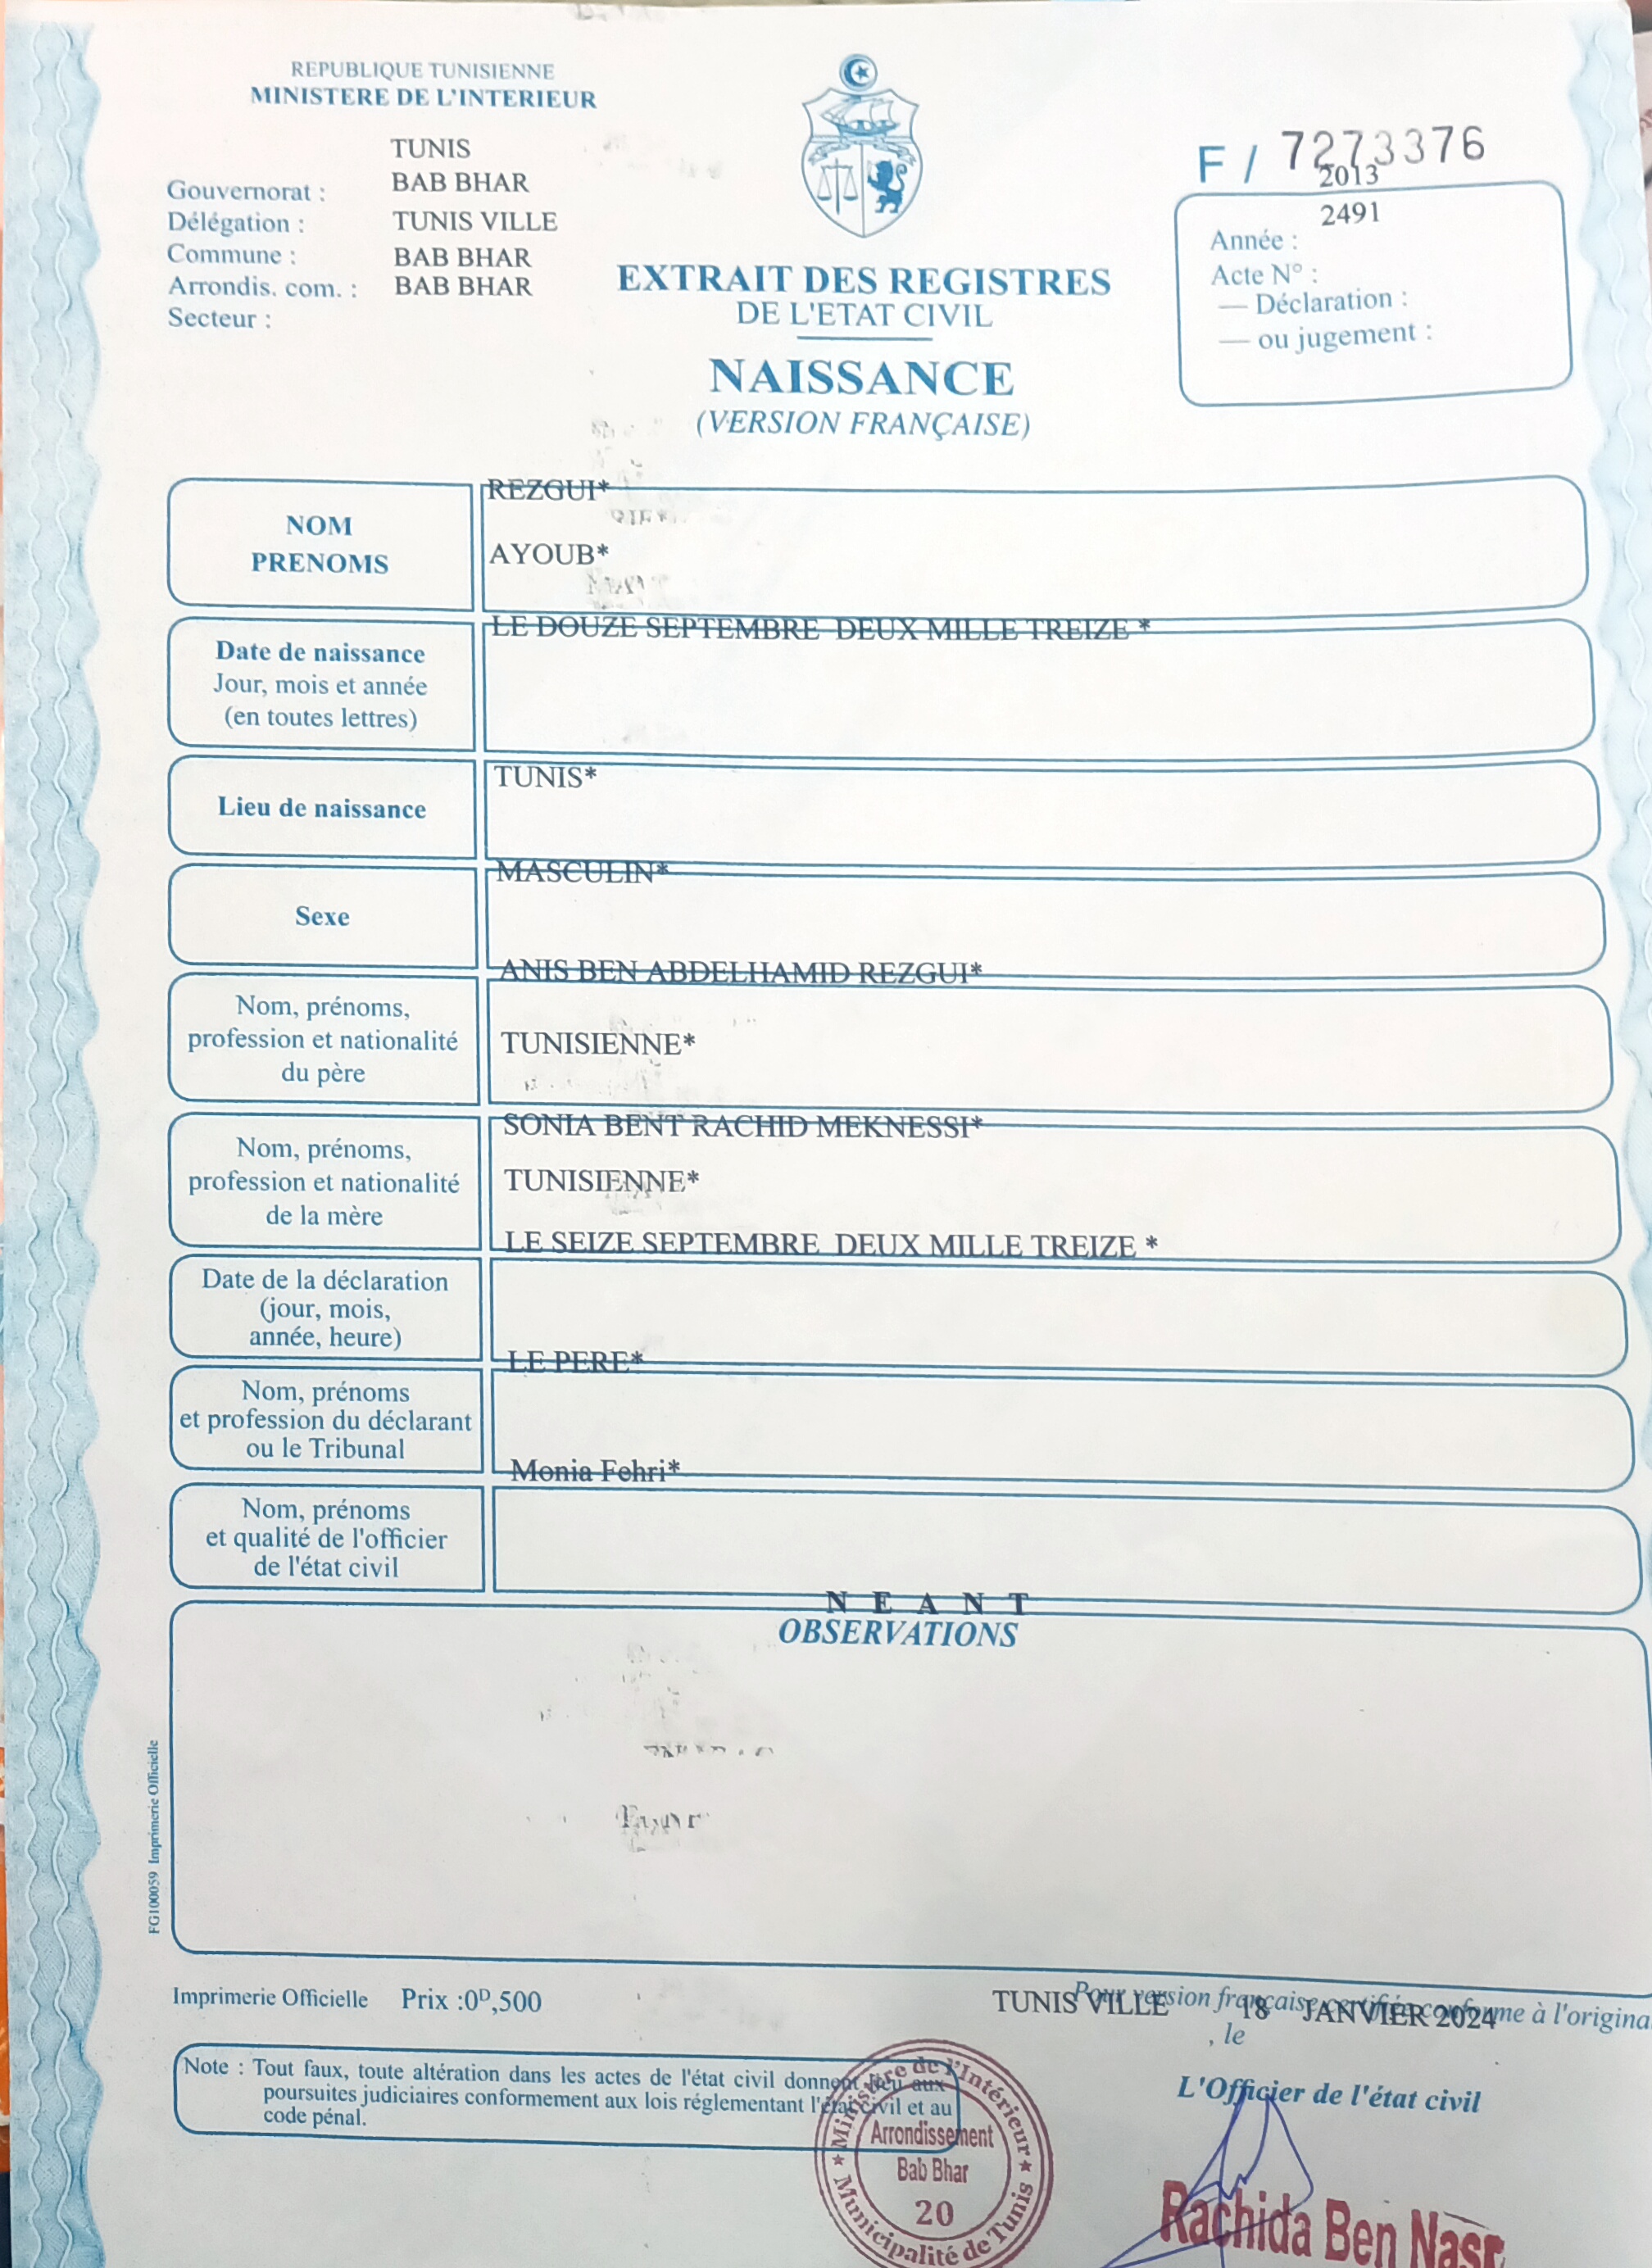 REPUBLIQUE TUNISIENNE
MINISTERE DE L'INTERIEUR
TUNIS
Gouvernorat : BAB BHAR
Délégation : TUNIS VILLE
Commune : BAB BHAR
Arrondis. com. : BAB BHAR
Secteur :
F / 7273376
2013
2491
Année :
Acte N° :
— Déclaration :
— ou jugement :
EXTRAIT DES REGISTRES
DE L'ETAT CIVIL
NAISSANCE
(VERSION FRANÇAISE)
REZGUI*
NOM
PRENOMS
AYOUB*
LE DOUZE SEPTEMBRE DEUX MILLE TREIZE *
Date de naissance
Jour, mois et année
(en toutes lettres)
TUNIS*
Lieu de naissance
MASCULIN*
Sexe
ANIS BEN ABDELHAMID REZGUI*
Nom, prénoms,
profession et nationalité
du père
TUNISIENNE*
SONIA BENT RACHID MEKNESSI*
Nom, prénoms,
profession et nationalité
de la mère
TUNISIENNE*
LE SEIZE SEPTEMBRE DEUX MILLE TREIZE *
Date de la déclaration
(jour, mois,
année, heure)
LE PERE*
Nom, prénoms
et profession du déclarant
ou le Tribunal
Monia Fehri*
Nom, prénoms
et qualité de l'officier
de l'état civil
N E A N T
OBSERVATIONS
FG100059 Imprimerie Officielle
Imprimerie Officielle Prix :0ᴰ,500
Pour version française certifiée conforme à l'origina
TUNIS VILLE 18 JANVIER 2024
, le
Note : Tout faux, toute altération dans les actes de l'état civil donnent lieu aux
poursuites judiciaires conformement aux lois réglementant l'état civil et au
code pénal.
L'Officier de l'état civil
Ministère de l'Intérieur
Arrondissement
Bab Bhar
20
Municipalité de Tunis
Rachida Ben Nasr